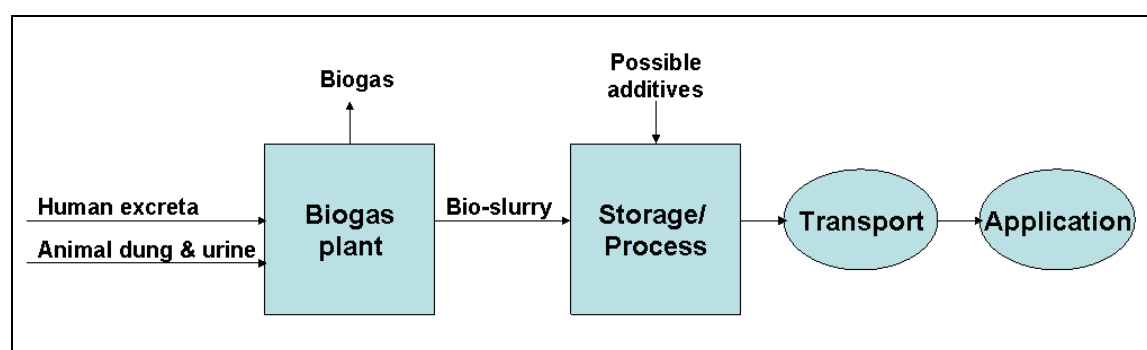 Biogas
Possible
additives
Human excreta
Animal dung & urine
Biogas
plant
Bio-slurry
Storage/
Process
Transport
Application